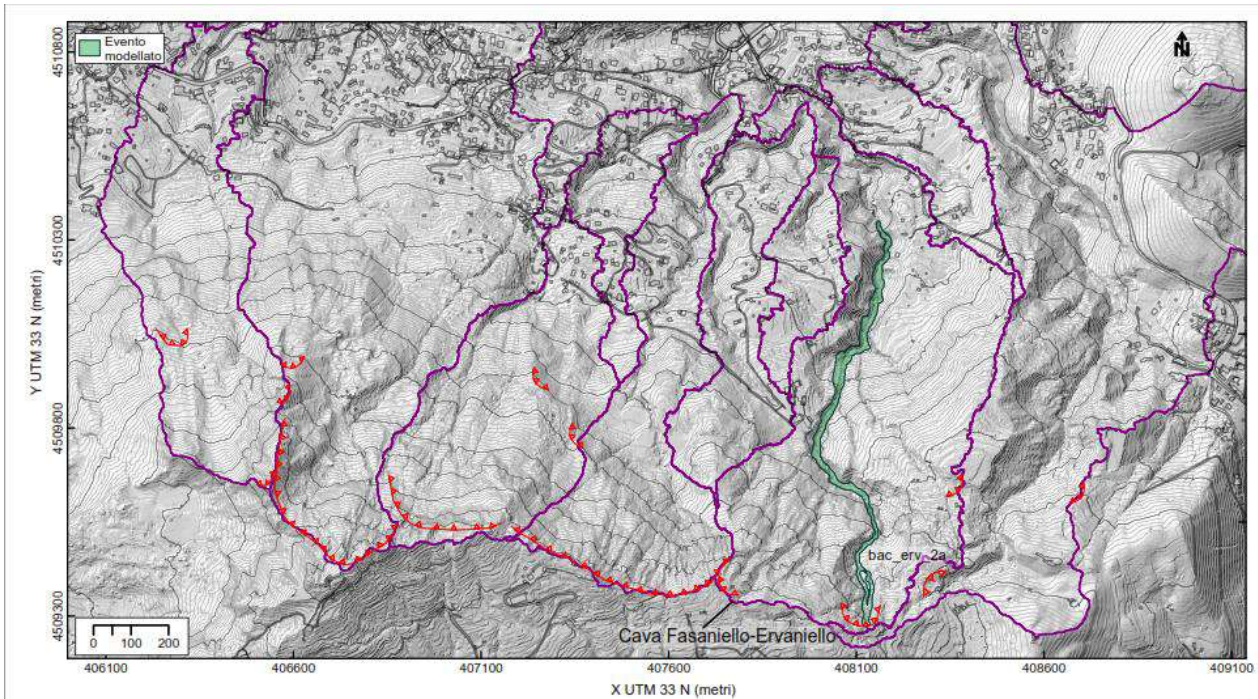 Evento
modellato
N
4510800
4510300
4509800
4509300
Y UTM 33 N (metri)
bac_erv_2a
Cava Fasaniello-Ervaniello
0 100 200
406100 406600 407100 407600 408100 408600 409100
X UTM 33 N (metri)